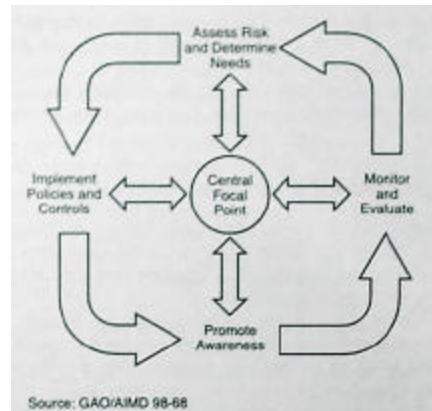 Assess Risk
and Determine
Needs
Implement
Policies and
Controls
Central
Focal
Point
Monitor
and
Evaluate
Promote
Awareness
Source: GAO/AIMD 98-68